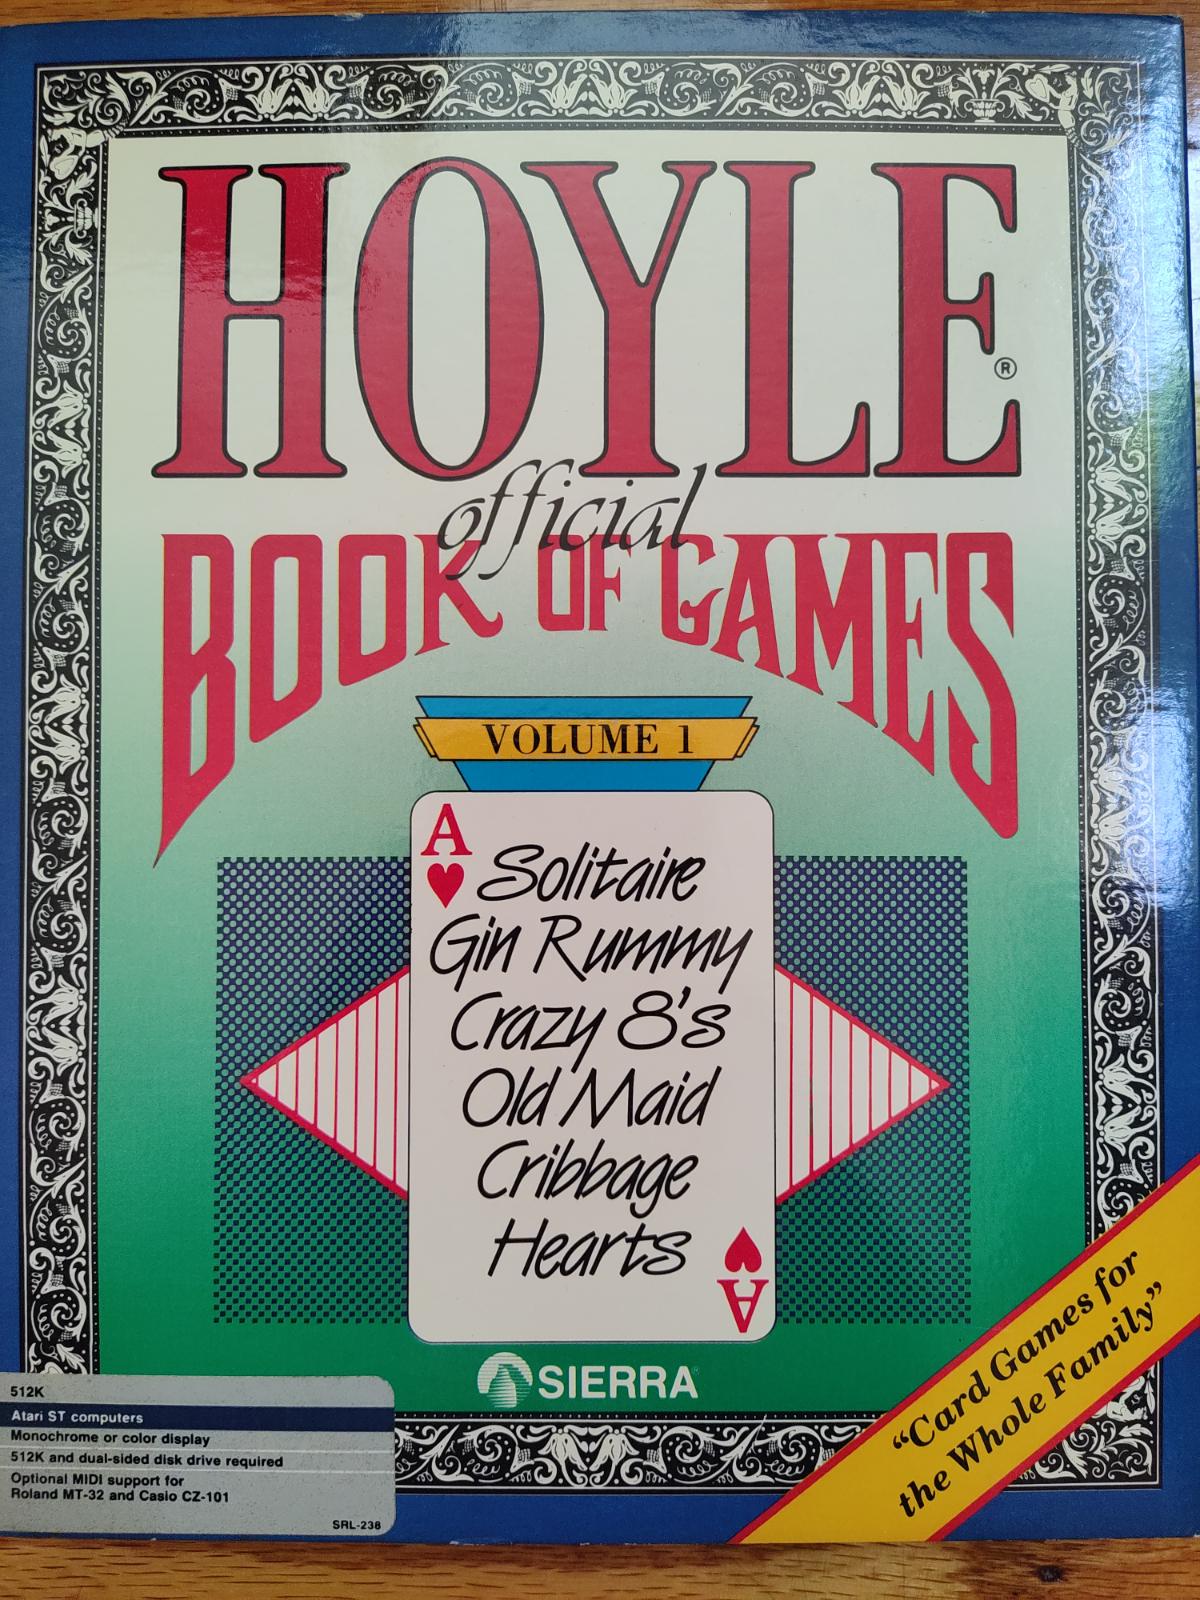 HOYLE®
official
BOOK OF GAMES
VOLUME 1
A
Solitaire
Gin Rummy
Crazy 8's
Old Maid
Cribbage
Hearts
A
SIERRA
512K
Atari ST computers
Monochrome or color display
512K and dual-sided disk drive required
Optional MIDI support for
Roland MT-32 and Casio CZ-101
SRL-238
“Card Games for
the Whole Family”